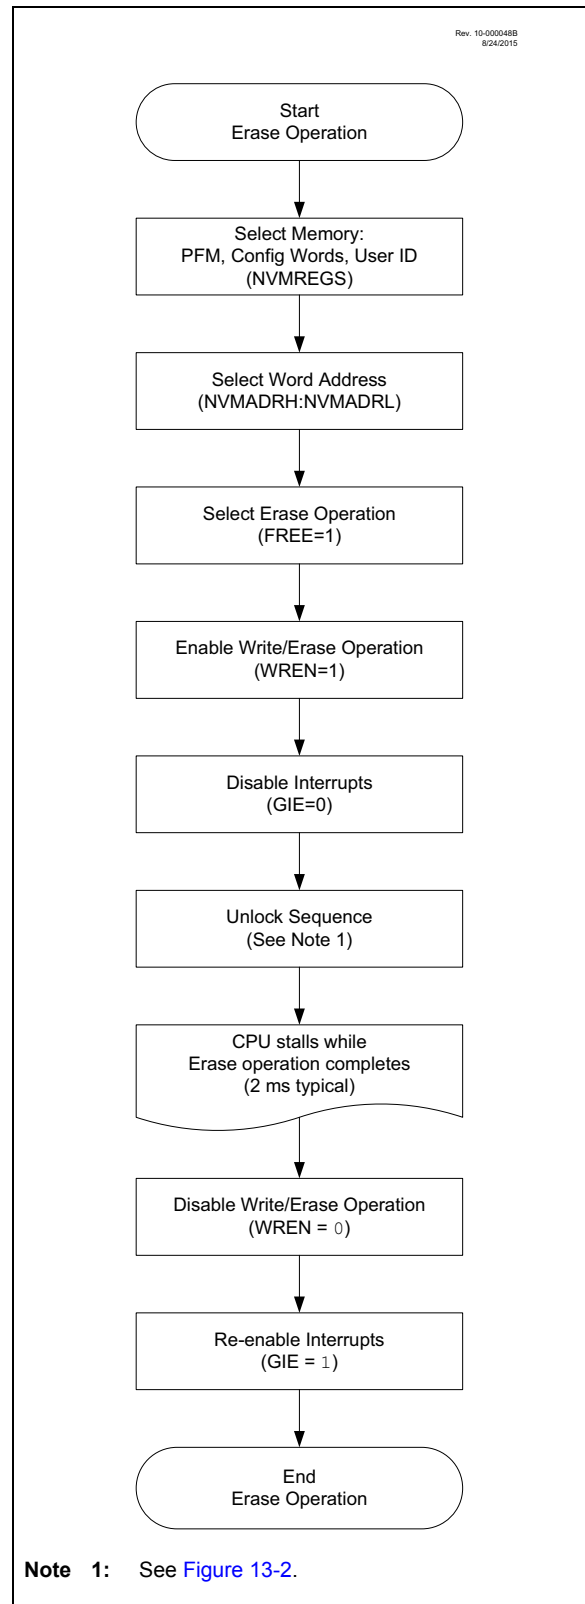 Rev. 10-000048B
8/24/2015
Start
Erase Operation
Select Memory:
PFM, Config Words, User ID
(NVMREGS)
Select Word Address
(NVMADRH:NVMADRL)
Select Erase Operation
(FREE=1)
Enable Write/Erase Operation
(WREN=1)
Disable Interrupts
(GIE=0)
Unlock Sequence
(See Note 1)
CPU stalls while
Erase operation completes
(2 ms typical)
Disable Write/Erase Operation
(WREN = 0)
Re-enable Interrupts
(GIE = 1)
End
Erase Operation
Note 1: See Figure 13-2.